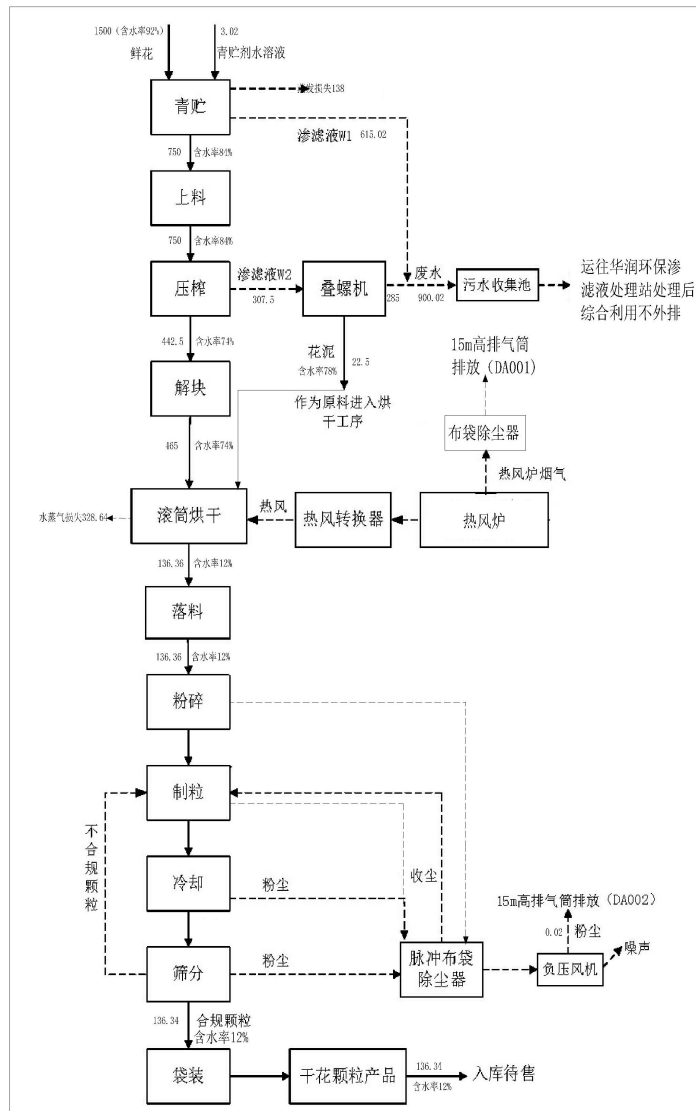 1500（含水率92%）
3.02
鲜花
青贮剂水溶液
青贮
蒸发损失138
渗滤液W1
615.02
750
含水率84%
上料
750
含水率84%
压榨
渗滤液W2
307.5
叠螺机
废水
285
900.02
污水收集池
运往华润环保渗
滤液处理站处理后
综合利用不外排
442.5
含水率74%
花泥
含水率78%
22.5
15m高排气筒
排放（DA001）
解块
作为原料进入烘
干工序
布袋除尘器
465
含水率74%
热风炉烟气
水蒸气损失328.64
滚筒烘干
热风
热风转换器
热风炉
136.36
含水率12%
落料
136.36
含水率12%
粉碎
制粒
不合规颗粒
冷却
粉尘
收尘
15m高排气筒排放（DA002）
0.02
粉尘
噪声
筛分
粉尘
脉冲布袋
除尘器
负压风机
136.34
合规颗粒
含水率12%
袋装
干花颗粒产品
136.34
含水率12%
入库待售